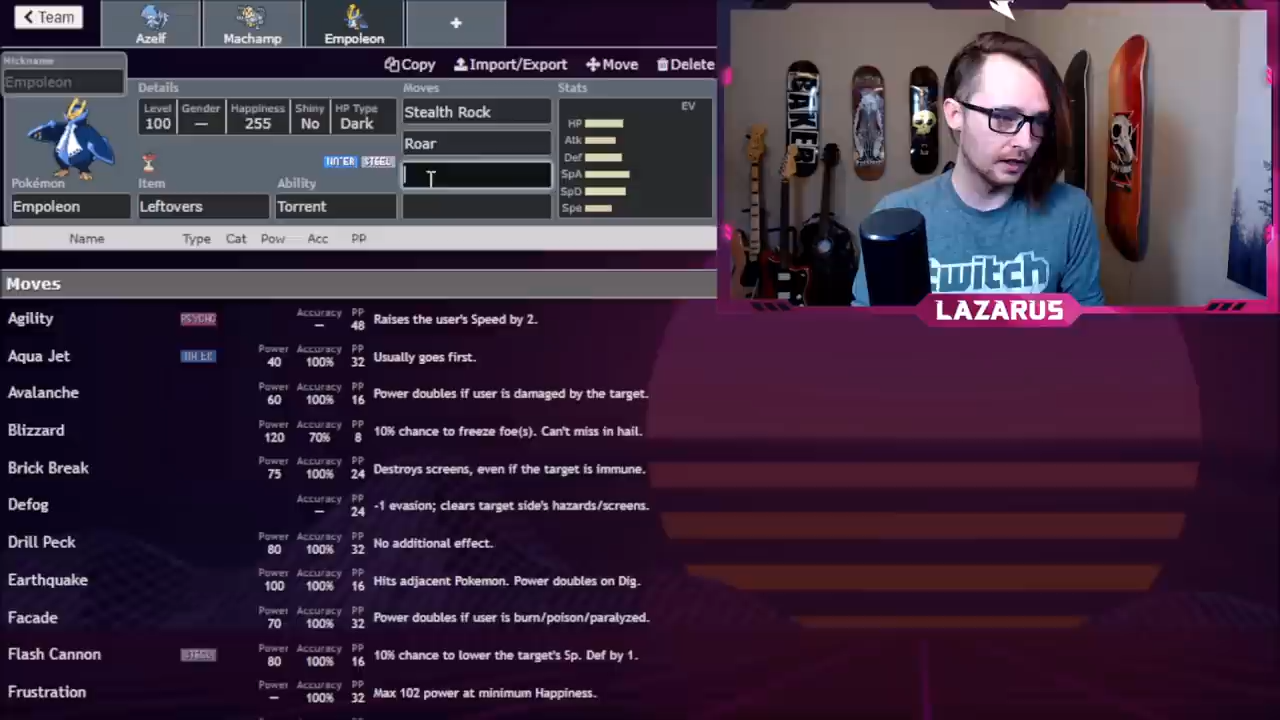 Team
Azelf
Machamp
Empoleon
+
Copy
Import/Export
Move
Delete
Nickname
Empoleon
Details
Level
100
Gender
—
Happiness
255
Shiny
No
HP Type
Dark
WATER
STEEL
Pokémon
Empoleon
Item
Leftovers
Ability
Torrent
Moves
Stealth Rock
Roar
Stats
EV
HP
Atk
Def
SpA
SpD
Spe
Name Type Cat Pow Acc PP
Moves
Agility PSYCHC Accuracy — PP 48 Raises the user's Speed by 2.
Aqua Jet WATER Power 40 Accuracy 100% PP 32 Usually goes first.
Avalanche Power 60 Accuracy 100% PP 16 Power doubles if user is damaged by the target.
Blizzard Power 120 Accuracy 70% PP 8 10% chance to freeze foe(s). Can't miss in hail.
Brick Break Power 75 Accuracy 100% PP 24 Destroys screens, even if the target is immune.
Defog Accuracy — PP 24 -1 evasion; clears target side's hazards/screens.
Drill Peck Power 80 Accuracy 100% PP 32 No additional effect.
Earthquake Power 100 Accuracy 100% PP 16 Hits adjacent Pokemon. Power doubles on Dig.
Facade Power 70 Accuracy 100% PP 32 Power doubles if user is burn/poison/paralyzed.
Flash Cannon STEEL Power 80 Accuracy 100% PP 16 10% chance to lower the target's Sp. Def by 1.
Frustration Power — Accuracy 100% PP 32 Max 102 power at minimum Happiness.
BAKER
twitch
LAZARUS